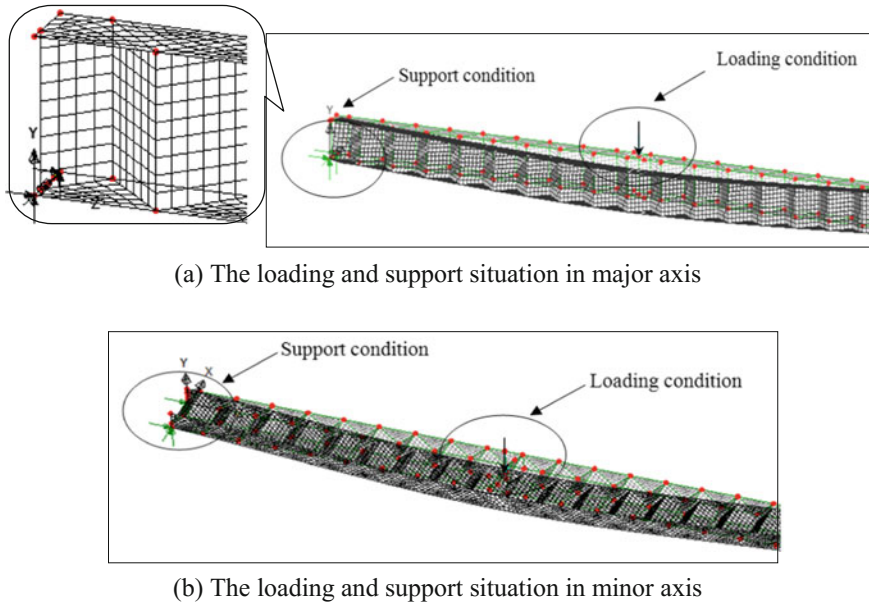 Y
X
Z
Support condition
Loading condition
Y
(a) The loading and support situation in major axis
Support condition
Y
X
Loading condition
(b) The loading and support situation in minor axis